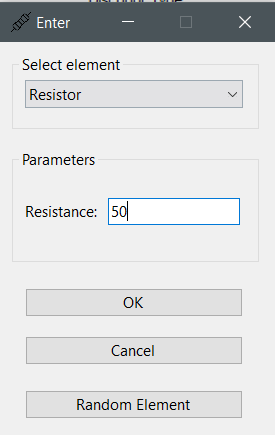 Enter
Select element
Resistor
Parameters
Resistance: 50
OK
Cancel
Random Element